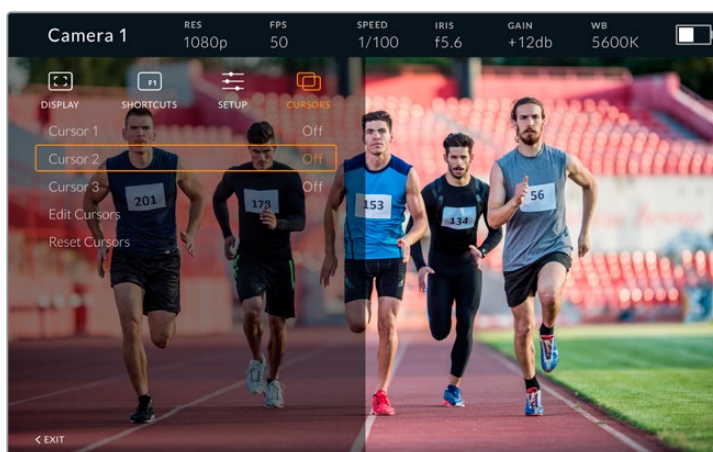 Camera 1
RES
1080p
FPS
50
SPEED
1/100
IRIS
f5.6
GAIN
+12db
WB
5600K
DISPLAY
F1
SHORTCUTS
SETUP
CURSORS
Cursor 1 Off
Cursor 2 Off
Cursor 3 Off
Edit Cursors
Reset Cursors
201
178
153
134
56
< EXIT